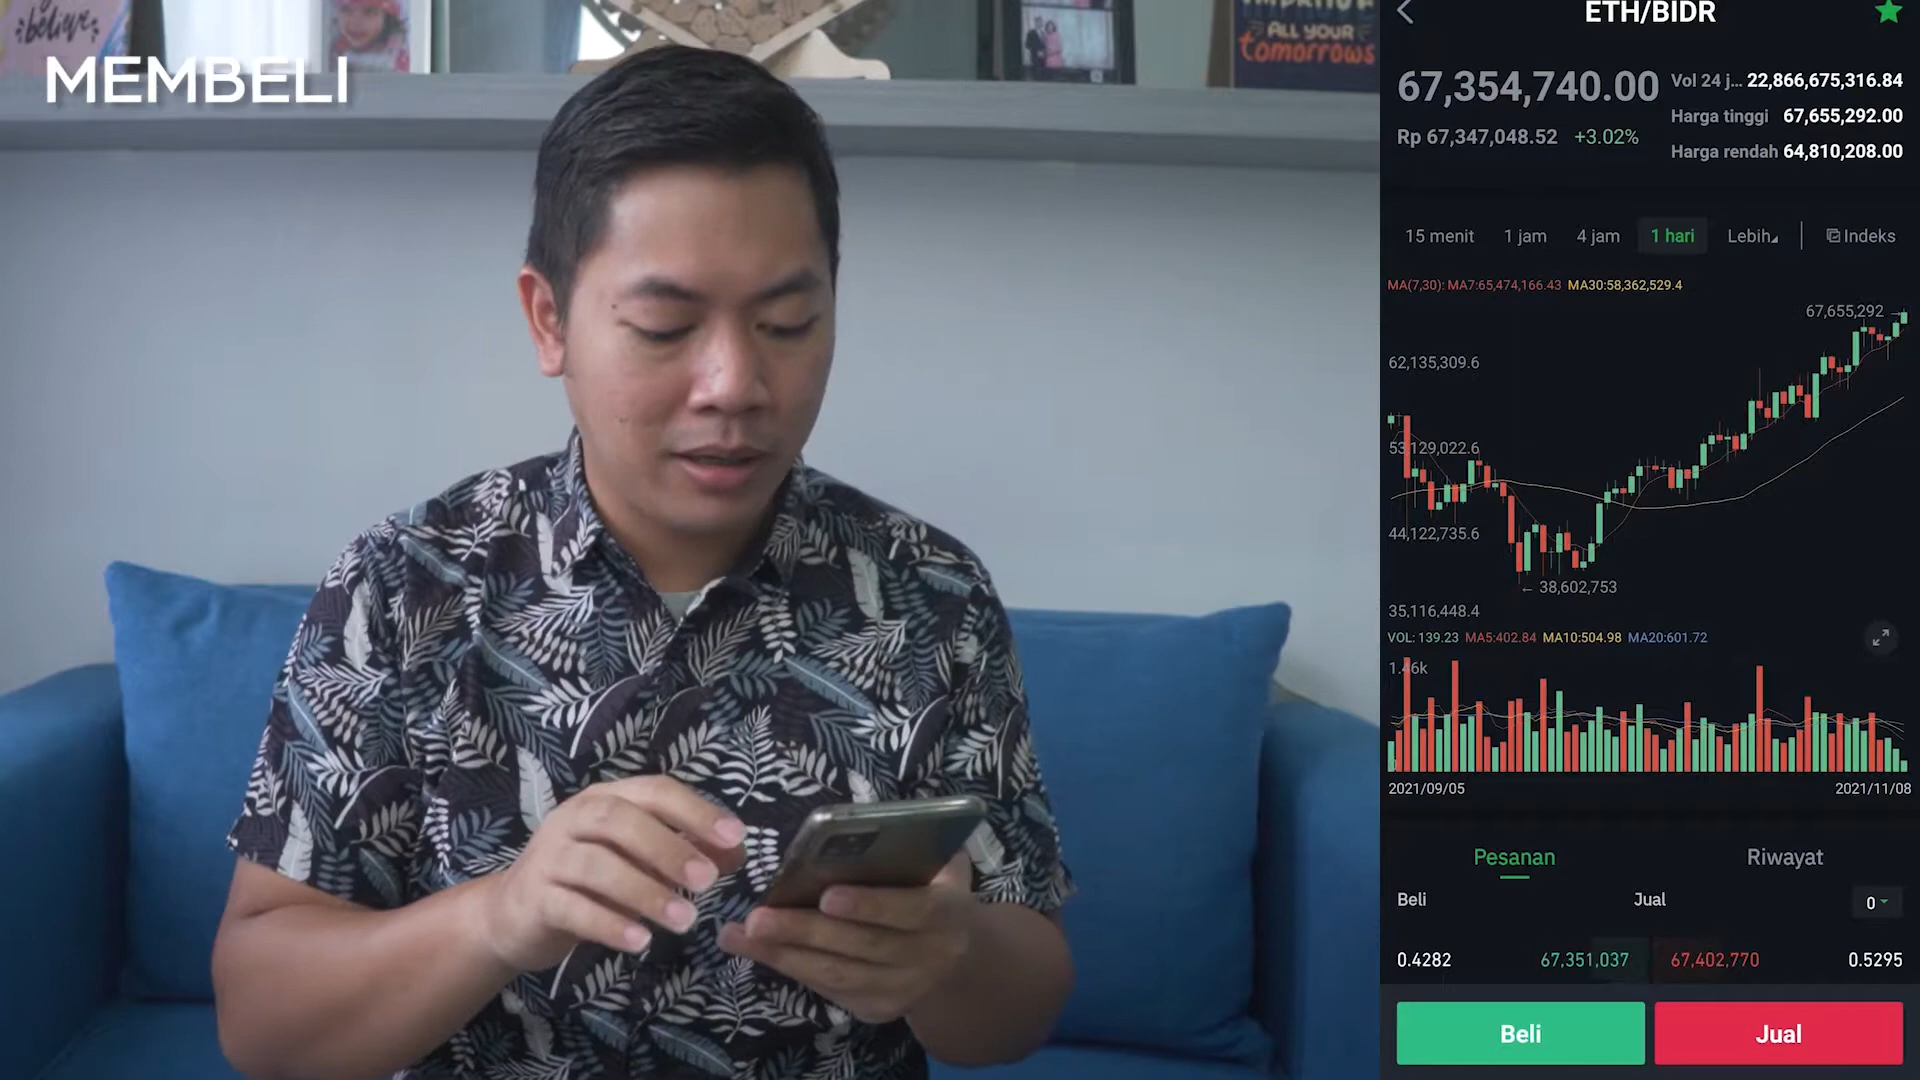 believe
MEMBELI
ALL YOUR
tomorrows
ETH/BIDR
67,354,740.00
Rp 67,347,048.52 +3.02%
Vol 24 j... 22,866,675,316.84
Harga tinggi 67,655,292.00
Harga rendah 64,810,208.00
15 menit 1 jam 4 jam 1 hari Lebih Indeks
MA(7,30): MA7:65,474,166.43 MA30:58,362,529.4
67,655,292 →
62,135,309.6
53,129,022.6
44,122,735.6
← 38,602,753
35,116,448.4
VOL: 139.23 MA5:402.84 MA10:504.98 MA20:601.72
1.46k
2021/09/05 2021/11/08
Pesanan Riwayat
Beli Jual 0
0.4282 67,351,037 67,402,770 0.5295
Beli Jual